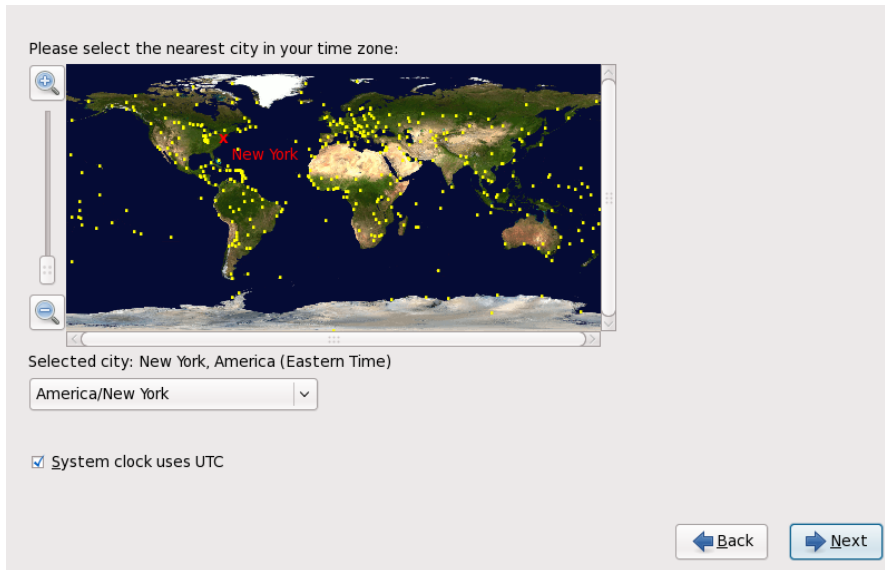 Please select the nearest city in your time zone:
New York
Selected city: New York, America (Eastern Time)
America/New York
System clock uses UTC
Back
Next